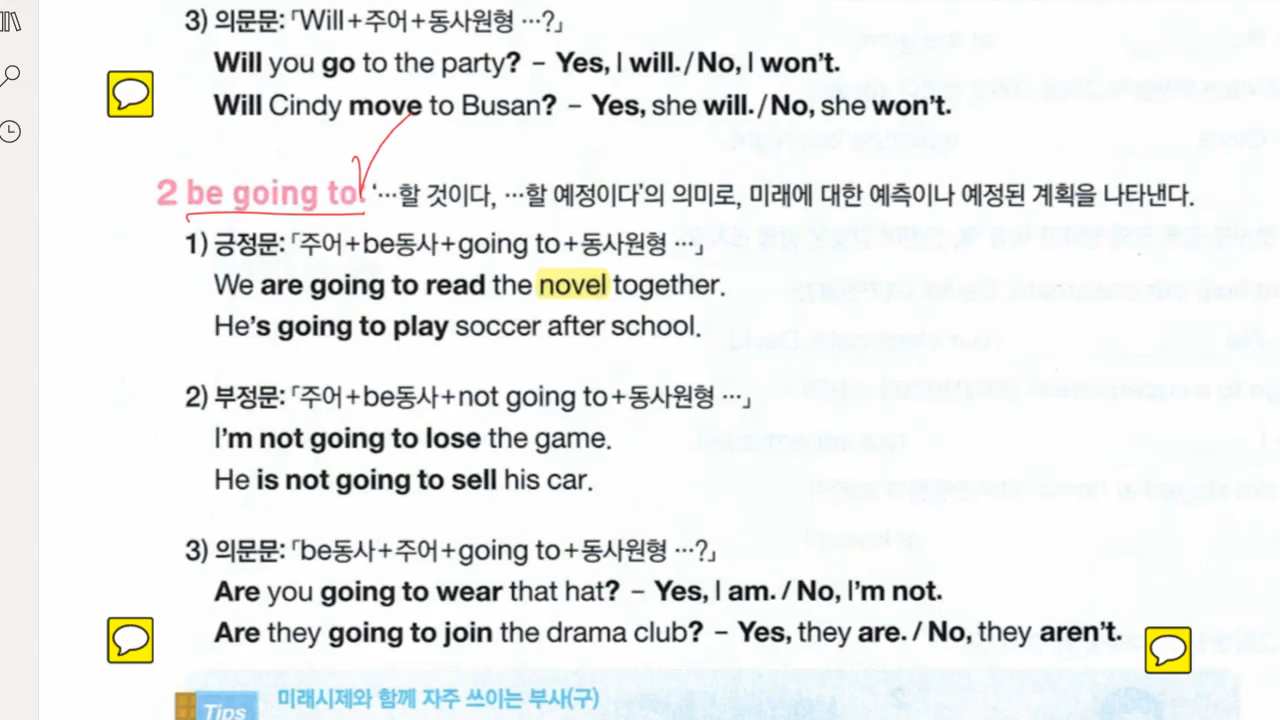 3) 의문문: 「Will+주어+동사원형 …?」
Will you go to the party? – Yes, I will. / No, I won't.
Will Cindy move to Busan? – Yes, she will. / No, she won't.
2 be going to: '…할 것이다, …할 예정이다'의 의미로, 미래에 대한 예측이나 예정된 계획을 나타낸다.
1) 긍정문: 「주어+be동사+going to+동사원형 …」
We are going to read the novel together.
He's going to play soccer after school.
2) 부정문: 「주어+be동사+not going to+동사원형 …」
I'm not going to lose the game.
He is not going to sell his car.
3) 의문문: 「be동사+주어+going to+동사원형 …?」
Are you going to wear that hat? – Yes, I am. / No, I'm not.
Are they going to join the drama club? – Yes, they are. / No, they aren't.
Tips 미래시제와 함께 자주 쓰이는 부사(구)